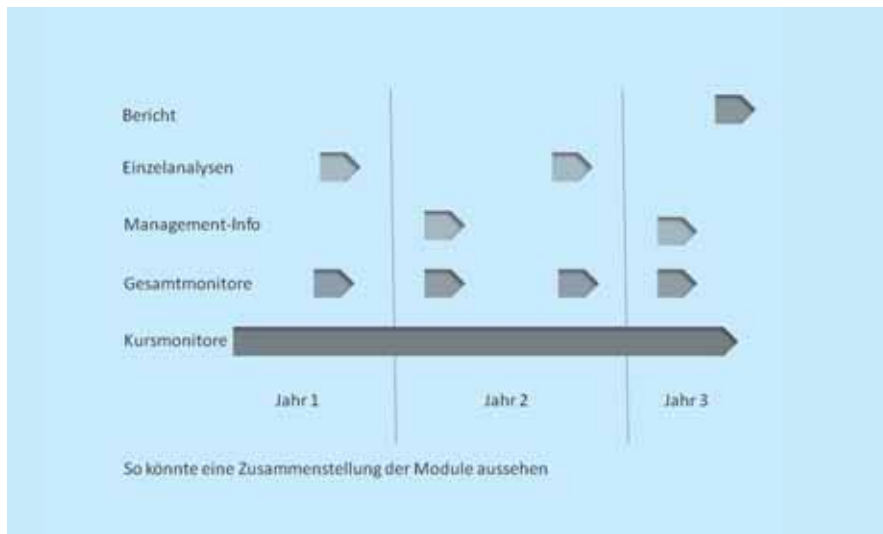 Bericht
Einzelanalysen
Management-Info
Gesamtmonitore
Kursmonitore
Jahr 1
Jahr 2
Jahr 3
So könnte eine Zusammenstellung der Module aussehen